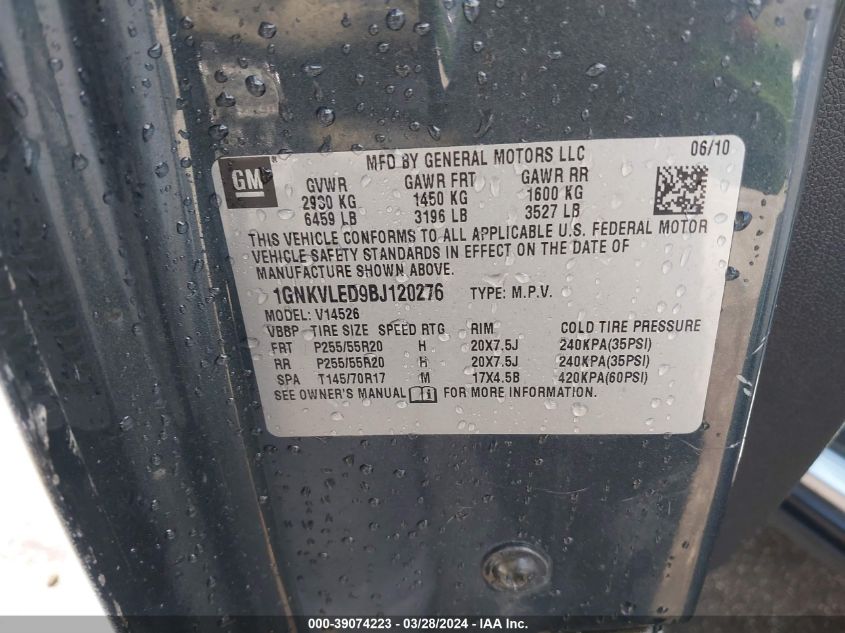 GM
MFD BY GENERAL MOTORS LLC 06/10
GVWR GAWR FRT GAWR RR
2930 KG 1450 KG 1600 KG
6459 LB 3196 LB 3527 LB
THIS VEHICLE CONFORMS TO ALL APPLICABLE U.S. FEDERAL MOTOR
VEHICLE SAFETY STANDARDS IN EFFECT ON THE DATE OF
MANUFACTURE SHOWN ABOVE.
1GNKVLED9BJ120276 TYPE: M.P.V.
MODEL: V14526
VBBP TIRE SIZE SPEED RTG RIM COLD TIRE PRESSURE
FRT P255/55R20 H 20X7.5J 240KPA(35PSI)
RR P255/55R20 H 20X7.5J 240KPA(35PSI)
SPA T145/70R17 M 17X4.5B 420KPA(60PSI)
SEE OWNER'S MANUAL FOR MORE INFORMATION.
000-39074223 - 03/28/2024 - IAA Inc.